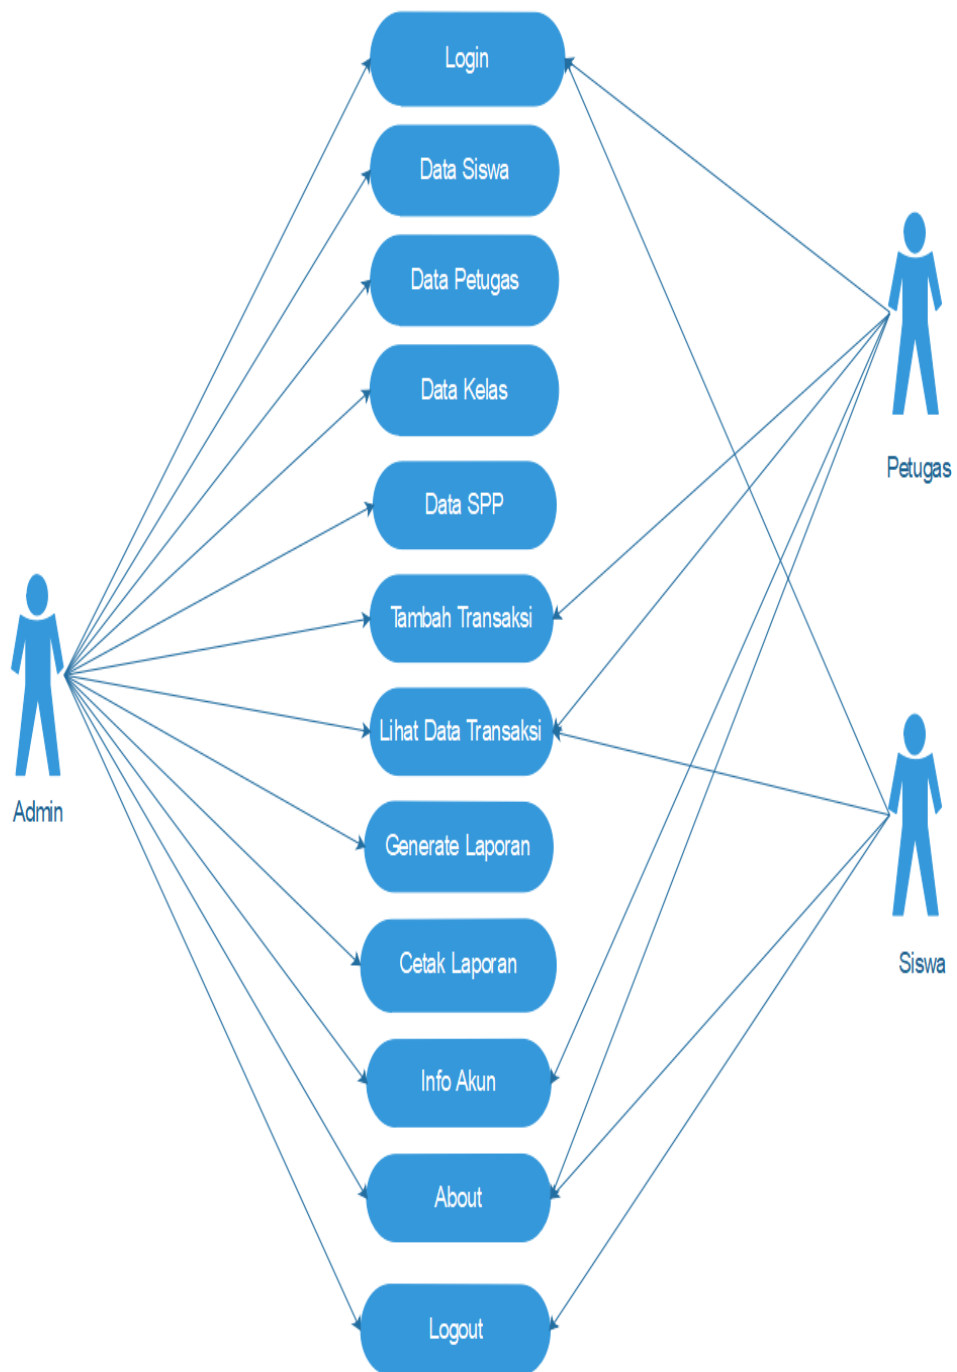 Login
Data Siswa
Data Petugas
Data Kelas
Data SPP
Tambah Transaksi
Lihat Data Transaksi
Generate Laporan
Cetak Laporan
Info Akun
About
Logout
Admin
Petugas
Siswa